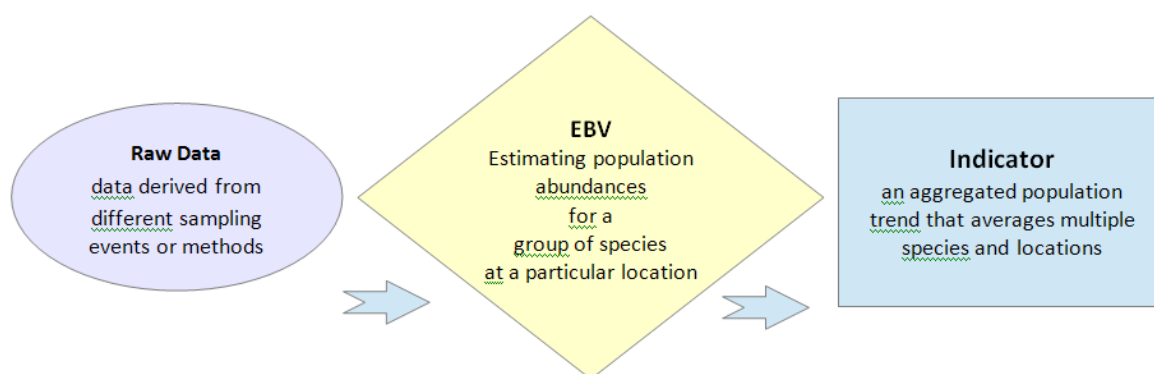 Raw Data
data derived from
different sampling
events or methods
EBV
Estimating population
abundances
for a
group of species
at a particular location
Indicator
an aggregated population
trend that averages multiple
species and locations